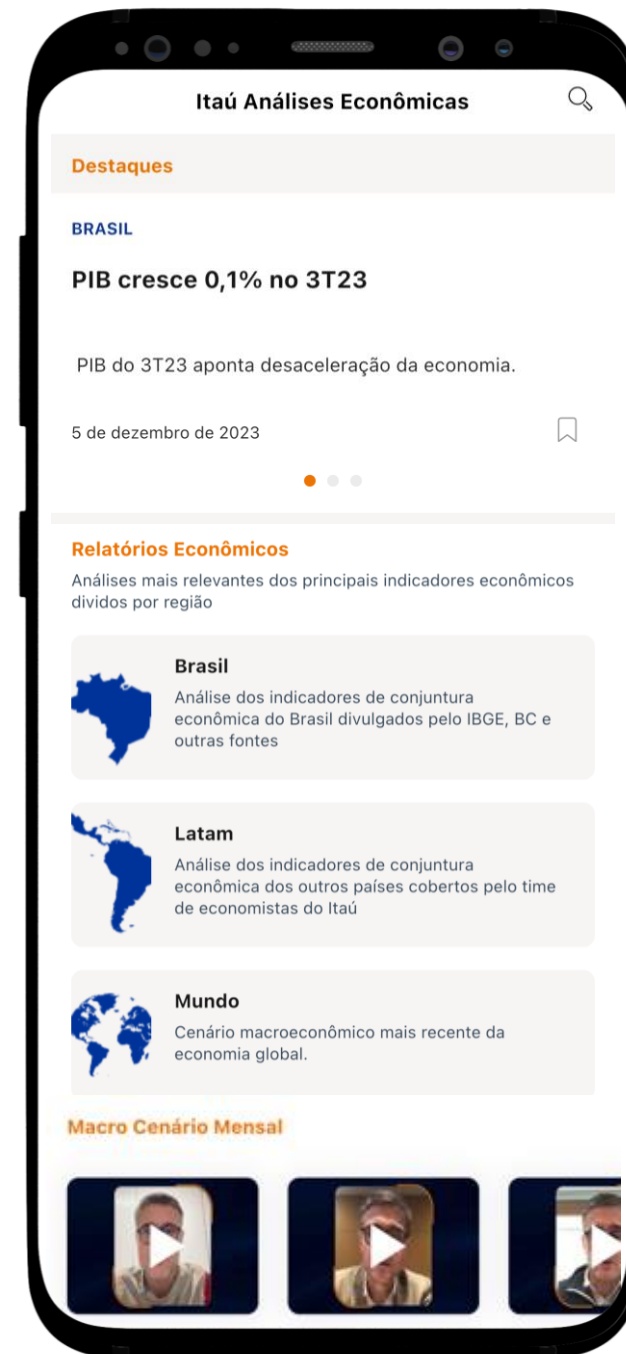 Itaú Análises Econômicas
Destaques
BRASIL
PIB cresce 0,1% no 3T23
PIB do 3T23 aponta desaceleração da economia.
5 de dezembro de 2023
Relatórios Econômicos
Análises mais relevantes dos principais indicadores econômicos
dividos por região
Brasil
Análise dos indicadores de conjuntura
econômica do Brasil divulgados pelo IBGE, BC e
outras fontes
Latam
Análise dos indicadores de conjuntura
econômica dos outros países cobertos pelo time
de economistas do Itaú
Mundo
Cenário macroeconômico mais recente da
economia global.
Macro Cenário Mensal